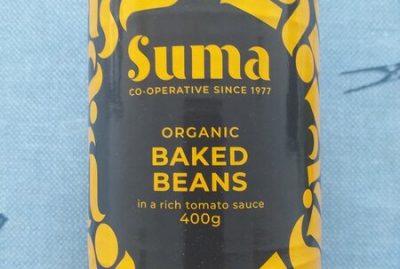 Suma
CO-OPERATIVE SINCE 1977
ORGANIC
BAKED
BEANS
in a rich tomato sauce
400g